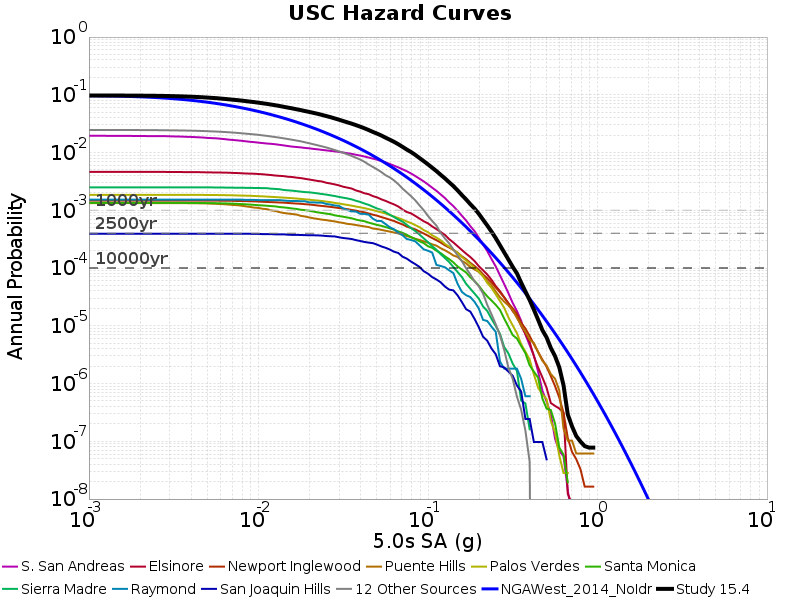 USC Hazard Curves
10^0
10^-1
10^-2
10^-3
10^-4
10^-5
10^-6
10^-7
10^-8
Annual Probability
1000yr
2500yr
10000yr
10^-3 10^-2 10^-1 10^0 10^1
5.0s SA (g)
S. San Andreas Elsinore Newport Inglewood Puente Hills Palos Verdes Santa Monica
Sierra Madre Raymond San Joaquin Hills 12 Other Sources NGAWest_2014_NoIdr Study 15.4